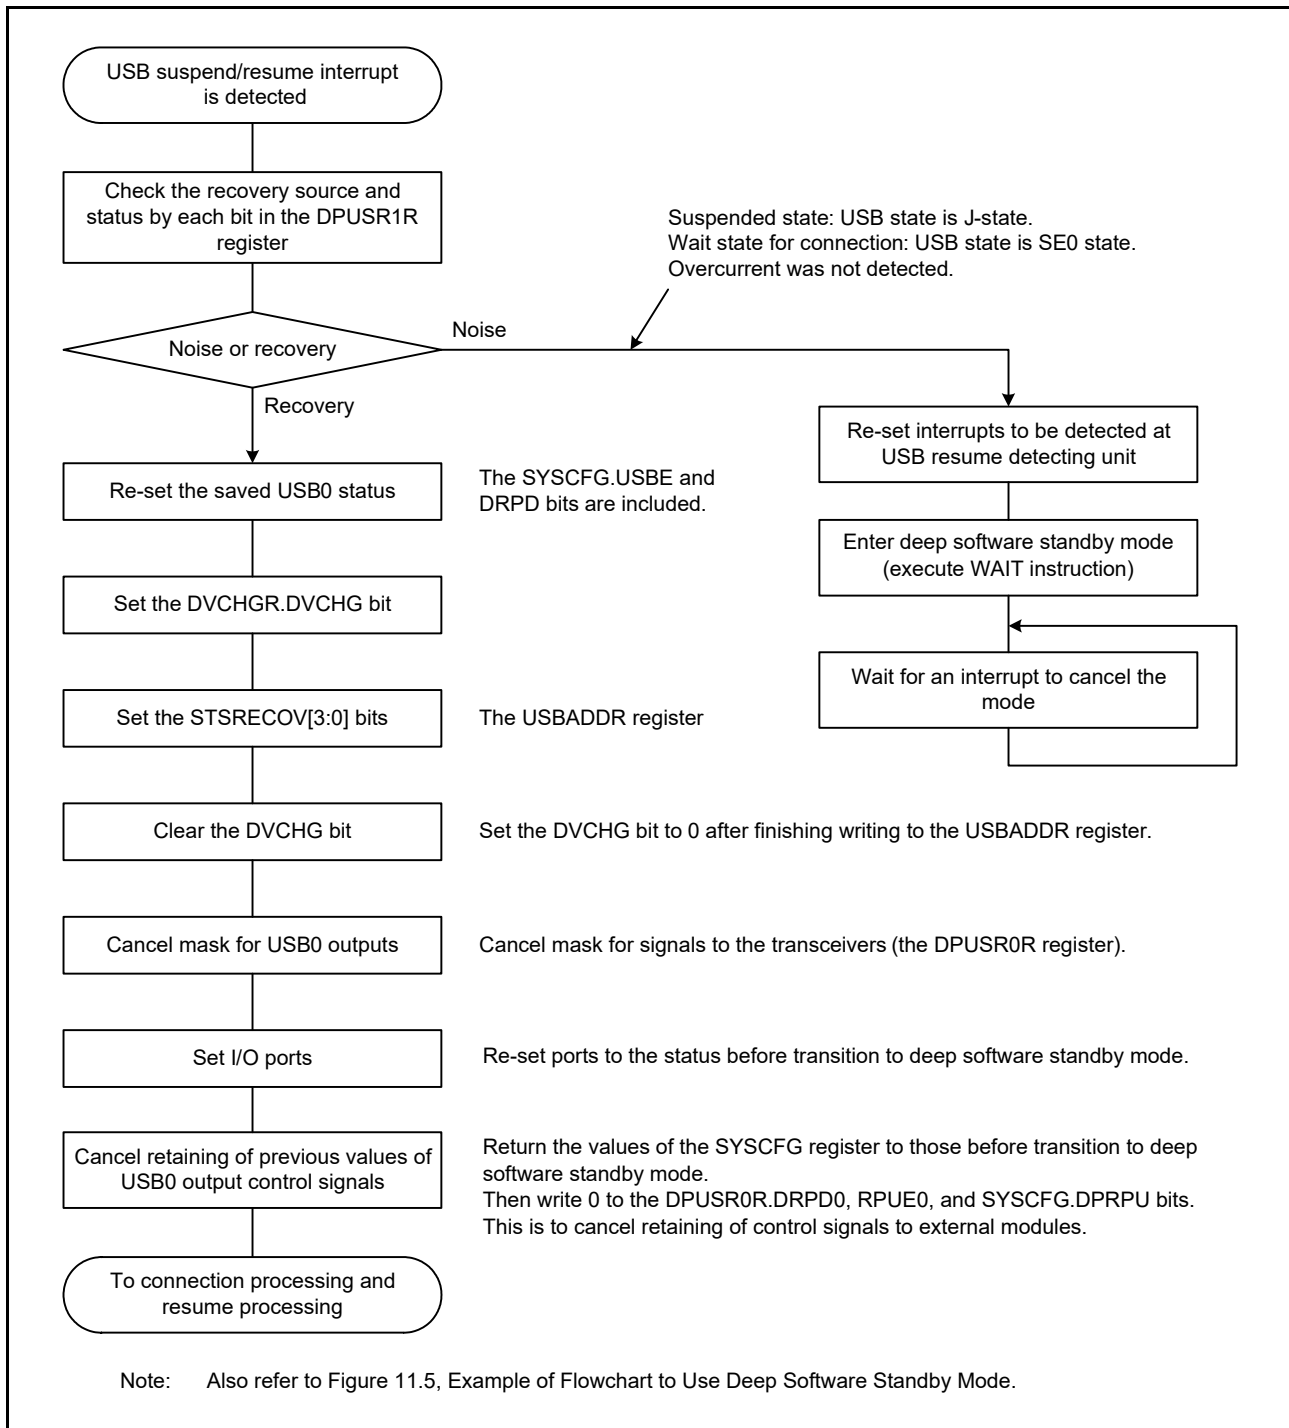 USB suspend/resume interrupt
is detected
Check the recovery source and
status by each bit in the DPUSR1R
register
Suspended state: USB state is J-state.
Wait state for connection: USB state is SE0 state.
Overcurrent was not detected.
Noise or recovery
Noise
Recovery
Re-set interrupts to be detected at
USB resume detecting unit
Enter deep software standby mode
(execute WAIT instruction)
Wait for an interrupt to cancel the
mode
Re-set the saved USB0 status
The SYSCFG.USBE and
DRPD bits are included.
Set the DVCHGR.DVCHG bit
Set the STSRECOV[3:0] bits
The USBADDR register
Clear the DVCHG bit
Set the DVCHG bit to 0 after finishing writing to the USBADDR register.
Cancel mask for USB0 outputs
Cancel mask for signals to the transceivers (the DPUSR0R register).
Set I/O ports
Re-set ports to the status before transition to deep software standby mode.
Cancel retaining of previous values of
USB0 output control signals
Return the values of the SYSCFG register to those before transition to deep
software standby mode.
Then write 0 to the DPUSR0R.DRPD0, RPUE0, and SYSCFG.DPRPU bits.
This is to cancel retaining of control signals to external modules.
To connection processing and
resume processing
Note: Also refer to Figure 11.5, Example of Flowchart to Use Deep Software Standby Mode.